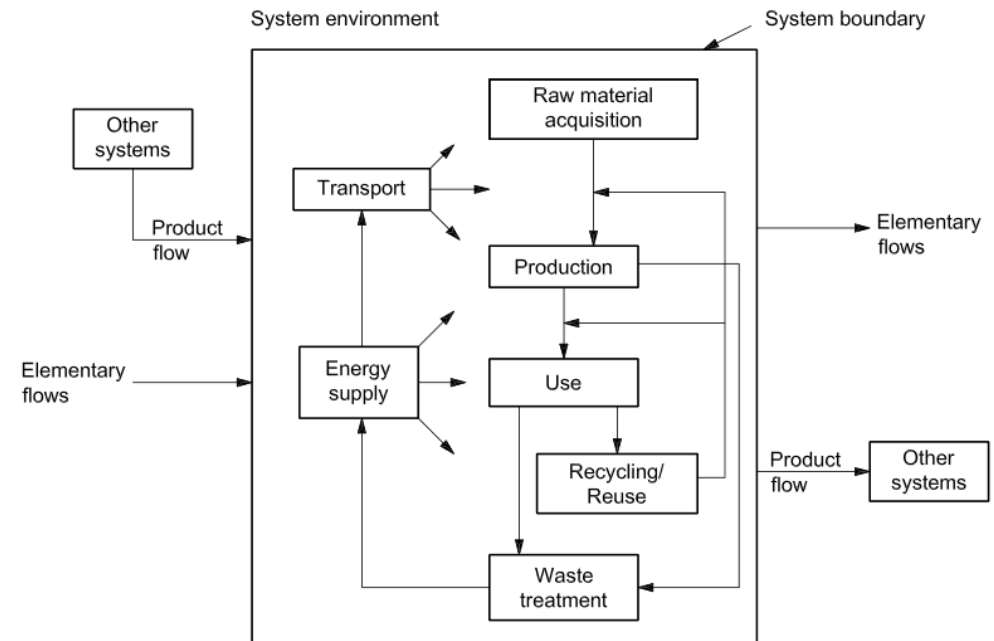 System environment
System boundary
Other
systems
Product
flow
Elementary
flows
Raw material
acquisition
Transport
Production
Energy
supply
Use
Recycling/
Reuse
Waste
treatment
Elementary
flows
Product
flow
Other
systems